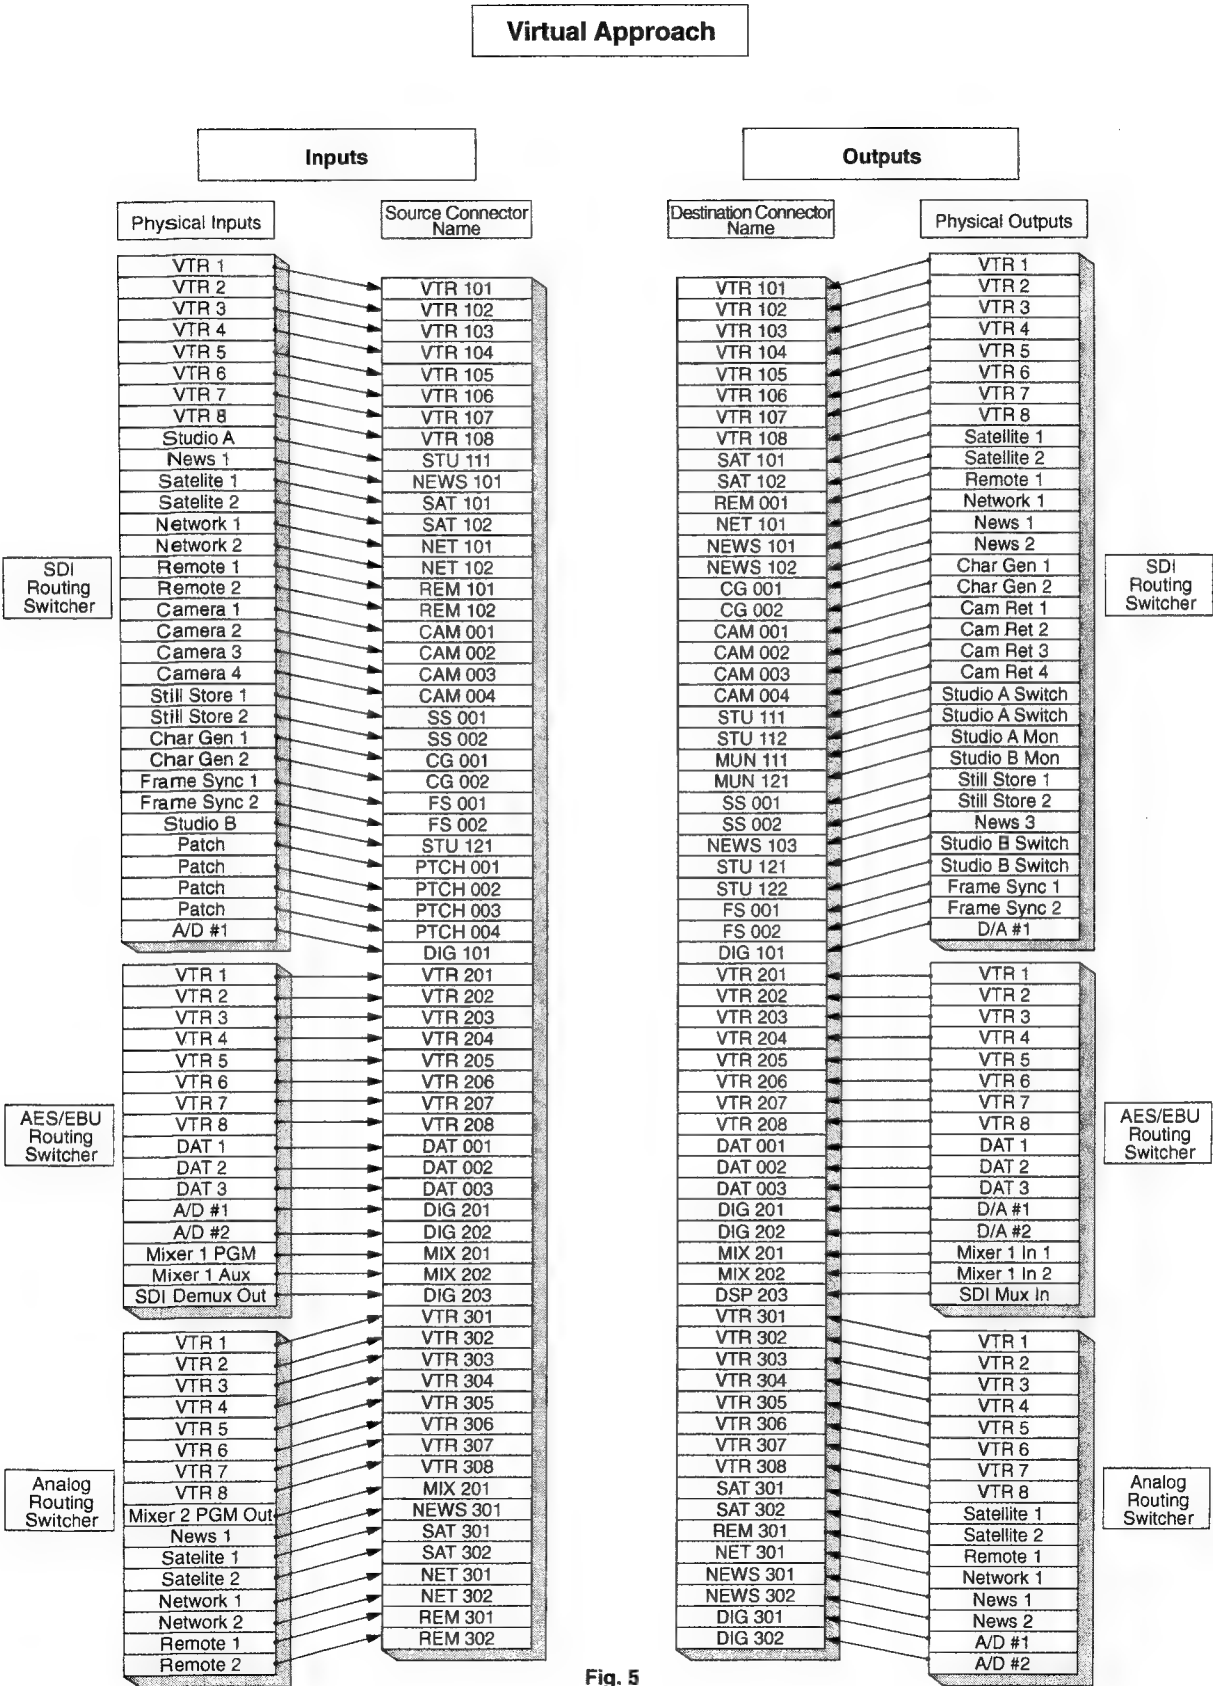 Virtual Approach
Inputs
Outputs
Physical Inputs
Source Connector
Name
Destination Connector
Name
Physical Outputs
SDI
Routing
Switcher
VTR 1
VTR 2
VTR 3
VTR 4
VTR 5
VTR 6
VTR 7
VTR 8
Studio A
News 1
Satelite 1
Satelite 2
Network 1
Network 2
Remote 1
Remote 2
Camera 1
Camera 2
Camera 3
Camera 4
Still Store 1
Still Store 2
Char Gen 1
Char Gen 2
Frame Sync 1
Frame Sync 2
Studio B
Patch
Patch
Patch
Patch
A/D #1
AES/EBU
Routing
Switcher
VTR 1
VTR 2
VTR 3
VTR 4
VTR 5
VTR 6
VTR 7
VTR 8
DAT 1
DAT 2
DAT 3
A/D #1
A/D #2
Mixer 1 PGM
Mixer 1 Aux
SDI Demux Out
Analog
Routing
Switcher
VTR 1
VTR 2
VTR 3
VTR 4
VTR 5
VTR 6
VTR 7
VTR 8
Mixer 2 PGM Out
News 1
Satelite 1
Satelite 2
Network 1
Network 2
Remote 1
Remote 2
VTR 101
VTR 102
VTR 103
VTR 104
VTR 105
VTR 106
VTR 107
VTR 108
STU 111
NEWS 101
SAT 101
SAT 102
NET 101
NET 102
REM 101
REM 102
CAM 001
CAM 002
CAM 003
CAM 004
SS 001
SS 002
CG 001
CG 002
FS 001
FS 002
STU 121
PTCH 001
PTCH 002
PTCH 003
PTCH 004
DIG 101
VTR 201
VTR 202
VTR 203
VTR 204
VTR 205
VTR 206
VTR 207
VTR 208
DAT 001
DAT 002
DAT 003
DIG 201
DIG 202
MIX 201
MIX 202
DIG 203
VTR 301
VTR 302
VTR 303
VTR 304
VTR 305
VTR 306
VTR 307
VTR 308
MIX 201
NEWS 301
SAT 301
SAT 302
NET 301
NET 302
REM 301
REM 302
VTR 101
VTR 102
VTR 103
VTR 104
VTR 105
VTR 106
VTR 107
VTR 108
SAT 101
SAT 102
REM 001
NET 101
NEWS 101
NEWS 102
CG 001
CG 002
CAM 001
CAM 002
CAM 003
CAM 004
STU 111
STU 112
MUN 111
MUN 121
SS 001
SS 002
NEWS 103
STU 121
STU 122
FS 001
FS 002
DIG 101
VTR 201
VTR 202
VTR 203
VTR 204
VTR 205
VTR 206
VTR 207
VTR 208
DAT 001
DAT 002
DAT 003
DIG 201
DIG 202
MIX 201
MIX 202
DSP 203
VTR 301
VTR 302
VTR 303
VTR 304
VTR 305
VTR 306
VTR 307
VTR 308
SAT 301
SAT 302
REM 301
NET 301
NEWS 301
NEWS 302
DIG 301
DIG 302
VTR 1
VTR 2
VTR 3
VTR 4
VTR 5
VTR 6
VTR 7
VTR 8
Satellite 1
Satellite 2
Remote 1
Network 1
News 1
News 2
Char Gen 1
Char Gen 2
Cam Ret 1
Cam Ret 2
Cam Ret 3
Cam Ret 4
Studio A Switch
Studio A Switch
Studio A Mon
Studio B Mon
Still Store 1
Still Store 2
News 3
Studio B Switch
Studio B Switch
Frame Sync 1
Frame Sync 2
D/A #1
SDI
Routing
Switcher
VTR 1
VTR 2
VTR 3
VTR 4
VTR 5
VTR 6
VTR 7
VTR 8
DAT 1
DAT 2
DAT 3
D/A #1
D/A #2
Mixer 1 In 1
Mixer 1 In 2
SDI Mux In
AES/EBU
Routing
Switcher
VTR 1
VTR 2
VTR 3
VTR 4
VTR 5
VTR 6
VTR 7
VTR 8
Satellite 1
Satellite 2
Remote 1
Network 1
News 1
News 2
A/D #1
A/D #2
Analog
Routing
Switcher
Fig. 5